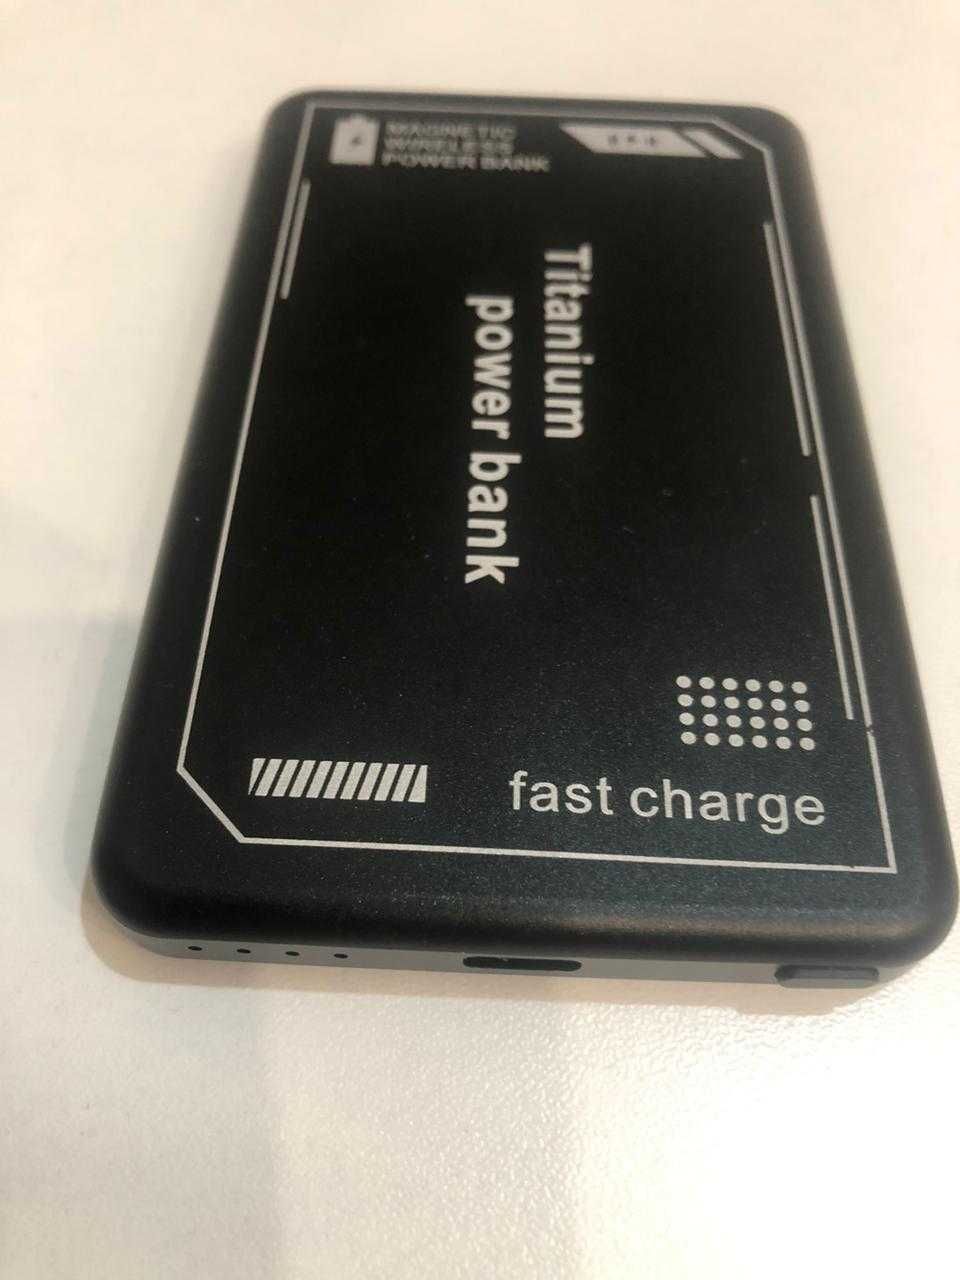 MAGNETIC
WIRELESS
POWER BANK
Titanium
power bank
fast charge